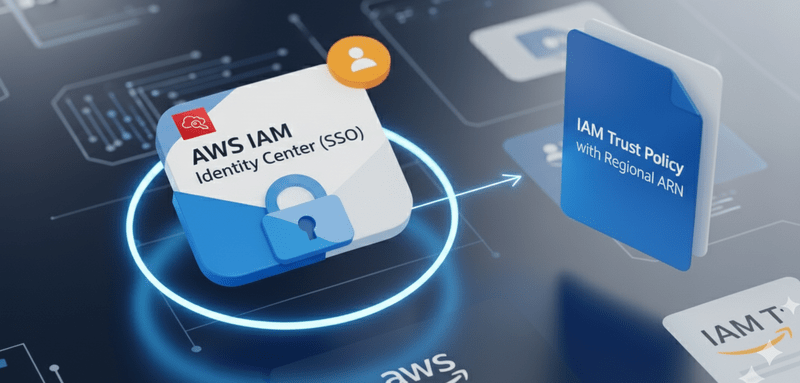 AWS IAM
Identity Center (SSO)
IAM Trust Policy
with Regional ARN
IAM T
aws